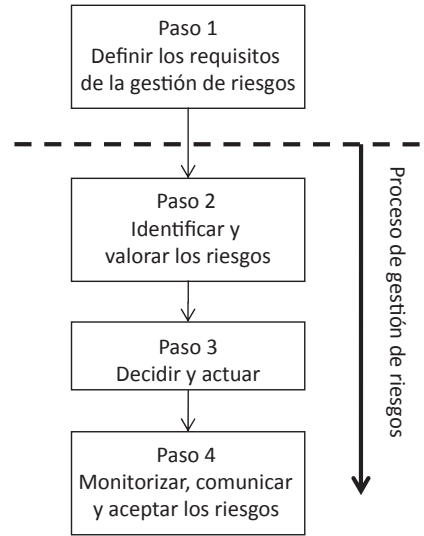 Paso 1
Definir los requisitos
de la gestión de riesgos
Paso 2
Identificar y
valorar los riesgos
Paso 3
Decidir y actuar
Paso 4
Monitorizar, comunicar
y aceptar los riesgos
Proceso de gestión de riesgos